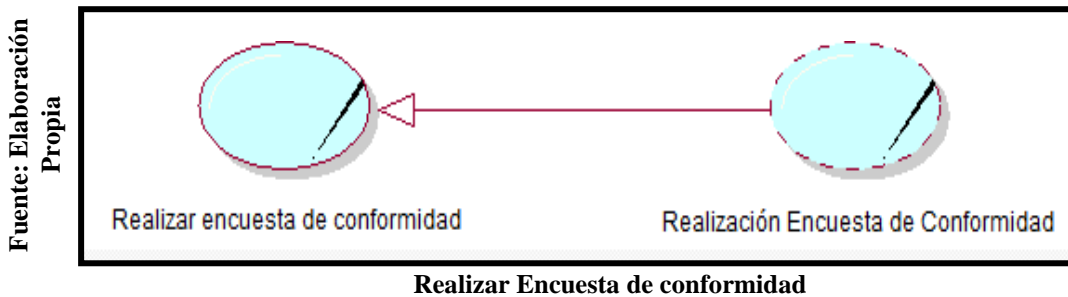 Fuente: Elaboración
Propia
Realizar encuesta de conformidad
Realización Encuesta de Conformidad
Realizar Encuesta de conformidad